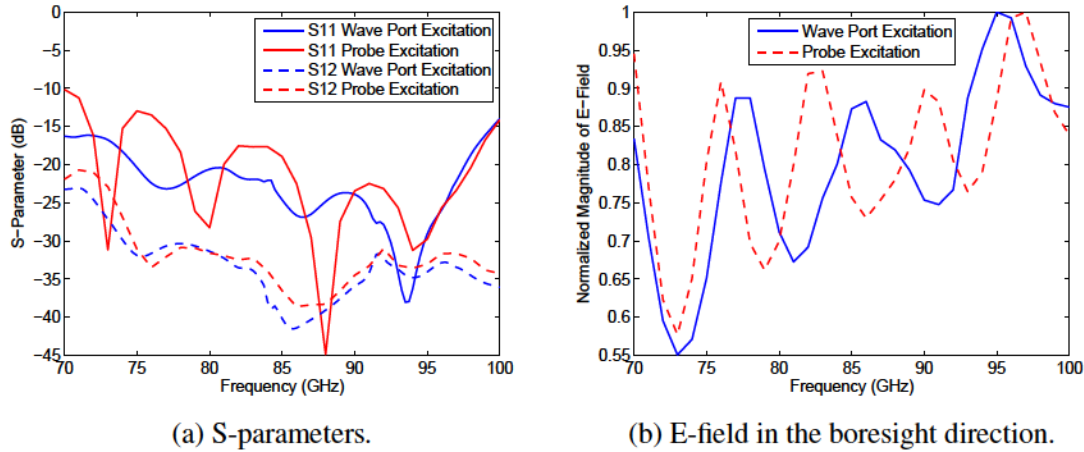 0
−5
−10
−15
−20
−25
−30
−35
−40
−45
70
75
80
85
90
95
100
S−Parameter (dB)
Frequency (GHz)
S11 Wave Port Excitation
S11 Probe Excitation
S12 Wave Port Excitation
S12 Probe Excitation
(a) S-parameters.
1
0.95
0.9
0.85
0.8
0.75
0.7
0.65
0.6
0.55
70
75
80
85
90
95
100
Normalized Magnitude of E−Field
Frequency (GHz)
Wave Port Excitation
Probe Excitation
(b) E-field in the boresight direction.